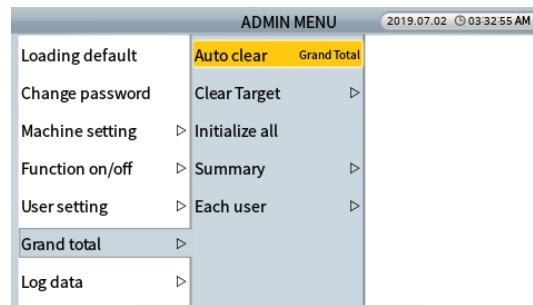 ADMIN MENU
2019.07.02 03:32:55 AM
Loading default
Change password
Machine setting
Function on/off
User setting
Grand total
Log data
Auto clear Grand Total
Clear Target
Initialize all
Summary
Each user